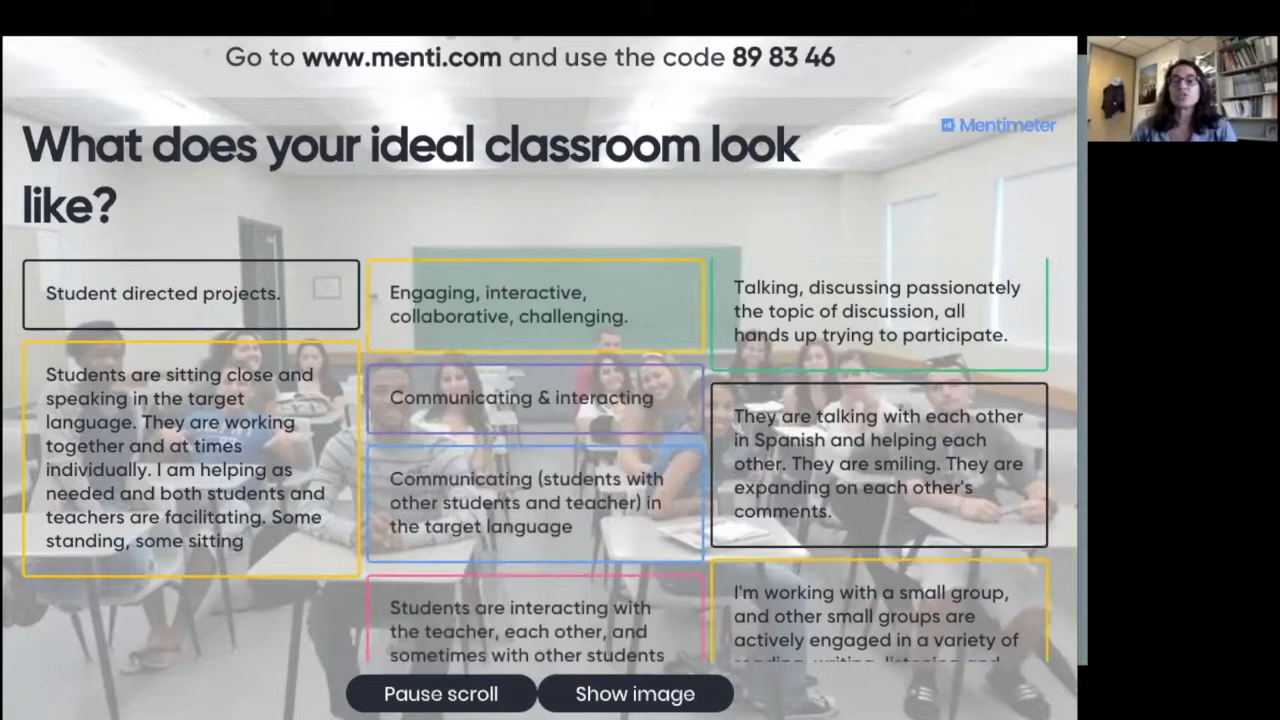 Go to www.menti.com and use the code 89 83 46
Mentimeter
What does your ideal classroom look
like?
Student directed projects.
Students are sitting close and
speaking in the target
language. They are working
together and at times
individually. I am helping as
needed and both students and
teachers are facilitating. Some
standing, some sitting
Engaging, interactive,
collaborative, challenging.
Communicating & interacting
Communicating (students with
other students and teacher) in
the target language
Students are interacting with
the teacher, each other, and
sometimes with other students
Talking, discussing passionately
the topic of discussion, all
hands up trying to participate.
They are talking with each other
in Spanish and helping each
other. They are smiling. They are
expanding on each other's
comments.
I'm working with a small group,
and other small groups are
actively engaged in a variety of
reading, writing, listening and
Pause scroll
Show image